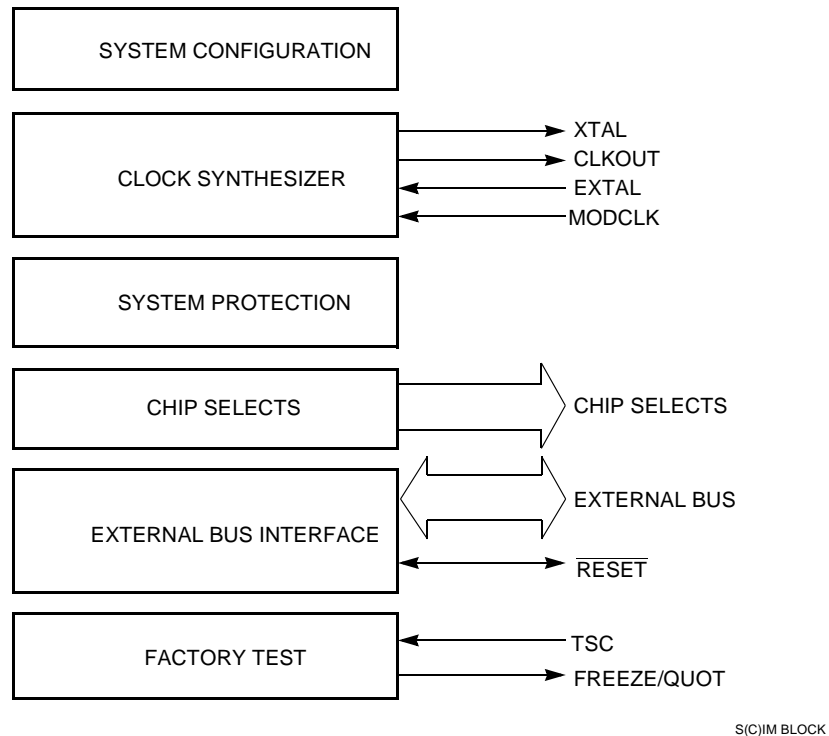 SYSTEM CONFIGURATION
CLOCK SYNTHESIZER
XTAL
CLKOUT
EXTAL
MODCLK
SYSTEM PROTECTION
CHIP SELECTS
CHIP SELECTS
EXTERNAL BUS INTERFACE
EXTERNAL BUS
RESET
FACTORY TEST
TSC
FREEZE/QUOT
S(C)IM BLOCK